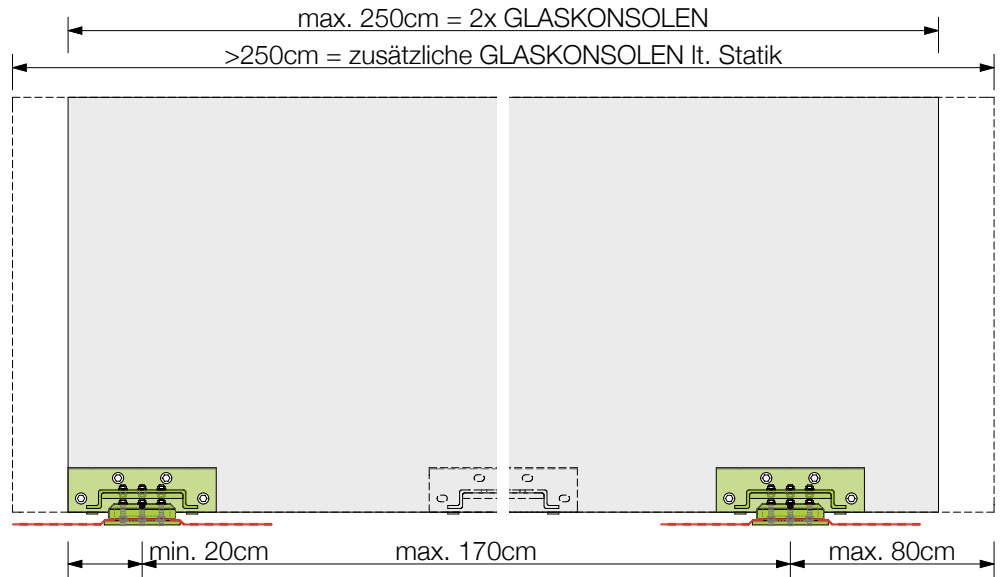 max. 250cm = 2x GLASKONSOLEN
>250cm = zusätzliche GLASKONSOLEN lt. Statik
min. 20cm max. 170cm max. 80cm